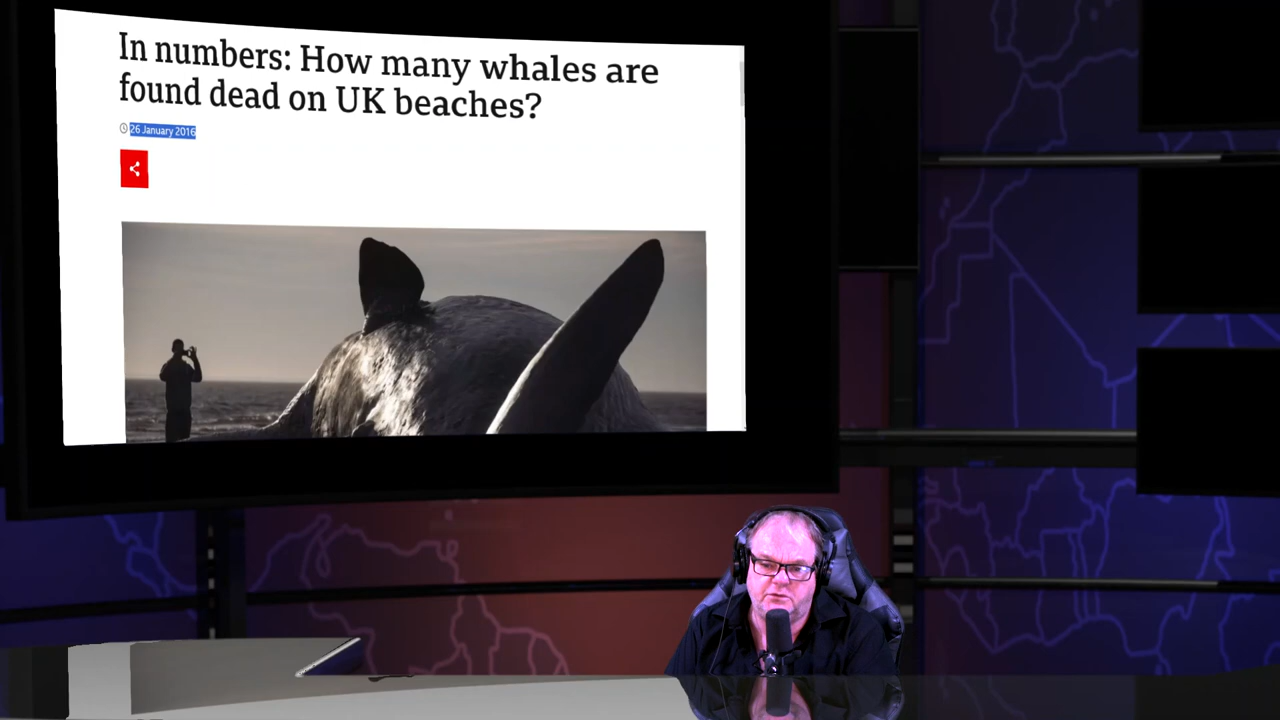 In numbers: How many whales are
found dead on UK beaches?
26 January 2016